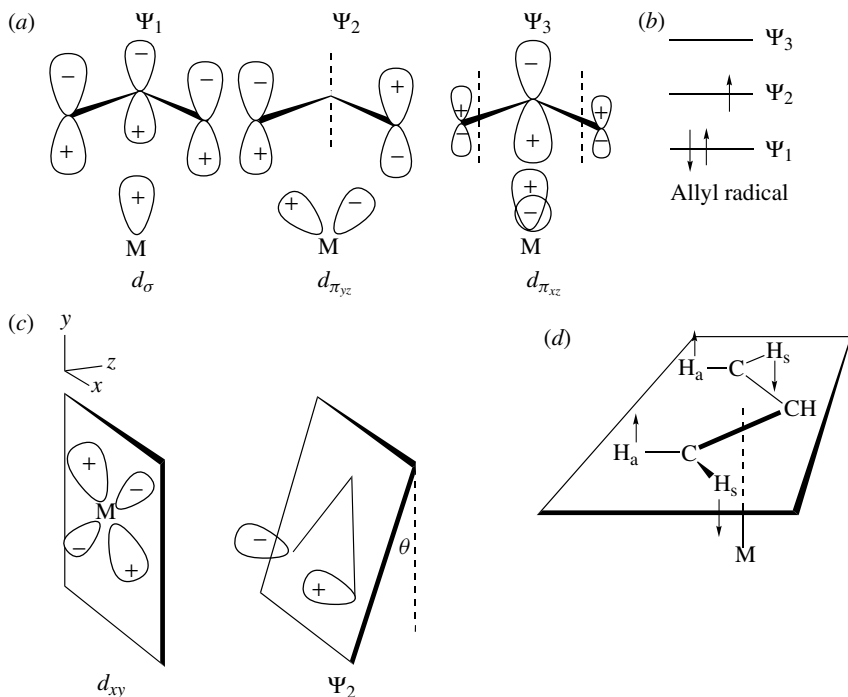 (a) Ψ1 Ψ2 Ψ3
− − − − + + − +
+ + + + − − + −
+ + − + −
M M M
dσ dπyz dπxz
(b)
Ψ3
Ψ2
Ψ1
Allyl radical
(c)
y
z
x
+ −
M
− +
− +
θ
dxy Ψ2
(d)
Ha C Hs
CH
Ha C
Hs
M